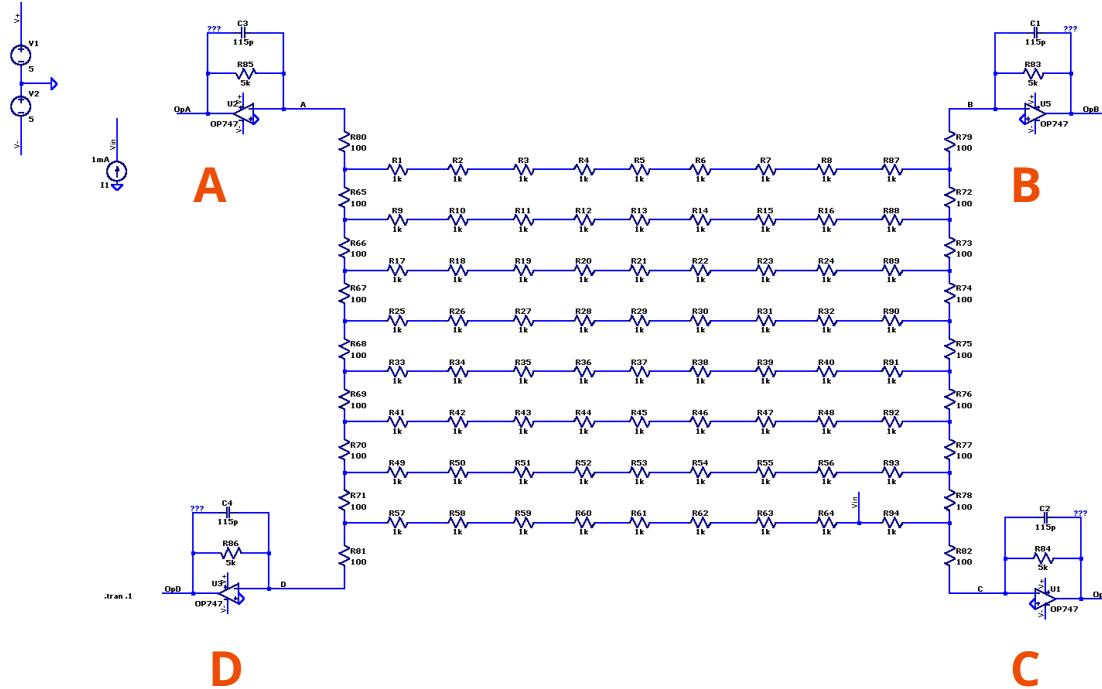 V+
V1
5
V2
5
V-
1mA
Vin
I1
C3
???
115p
R85
5k
V+
U2
OpA
A
OP747
V-
A
C1
???
115p
R83
5k
V+
U5
B
OpB
OP747
V-
B
R80
100
R79
100
R1 R2 R3 R4 R5 R6 R7 R8 R87
1k 1k 1k 1k 1k 1k 1k 1k 1k
R65
100
R72
100
R9 R10 R11 R12 R13 R14 R15 R16 R88
1k 1k 1k 1k 1k 1k 1k 1k 1k
R66
100
R73
100
R17 R18 R19 R20 R21 R22 R23 R24 R89
1k 1k 1k 1k 1k 1k 1k 1k 1k
R67
100
R74
100
R25 R26 R27 R28 R29 R30 R31 R32 R90
1k 1k 1k 1k 1k 1k 1k 1k 1k
R68
100
R75
100
R33 R34 R35 R36 R37 R38 R39 R40 R91
1k 1k 1k 1k 1k 1k 1k 1k 1k
R69
100
R76
100
R41 R42 R43 R44 R45 R46 R47 R48 R92
1k 1k 1k 1k 1k 1k 1k 1k 1k
R70
100
R77
100
R49 R50 R51 R52 R53 R54 R55 R56 R93
1k 1k 1k 1k 1k 1k 1k 1k 1k
R71
100
R78
100
Vin
R57 R58 R59 R60 R61 R62 R63 R64 R94
1k 1k 1k 1k 1k 1k 1k 1k 1k
R81
100
R82
100
C4
???
115p
R86
5k
V+
U3
OpD
D
OP747
V-
.tran .1
D
C2
???
115p
R84
5k
V+
U1
C
Op
OP747
V-
C